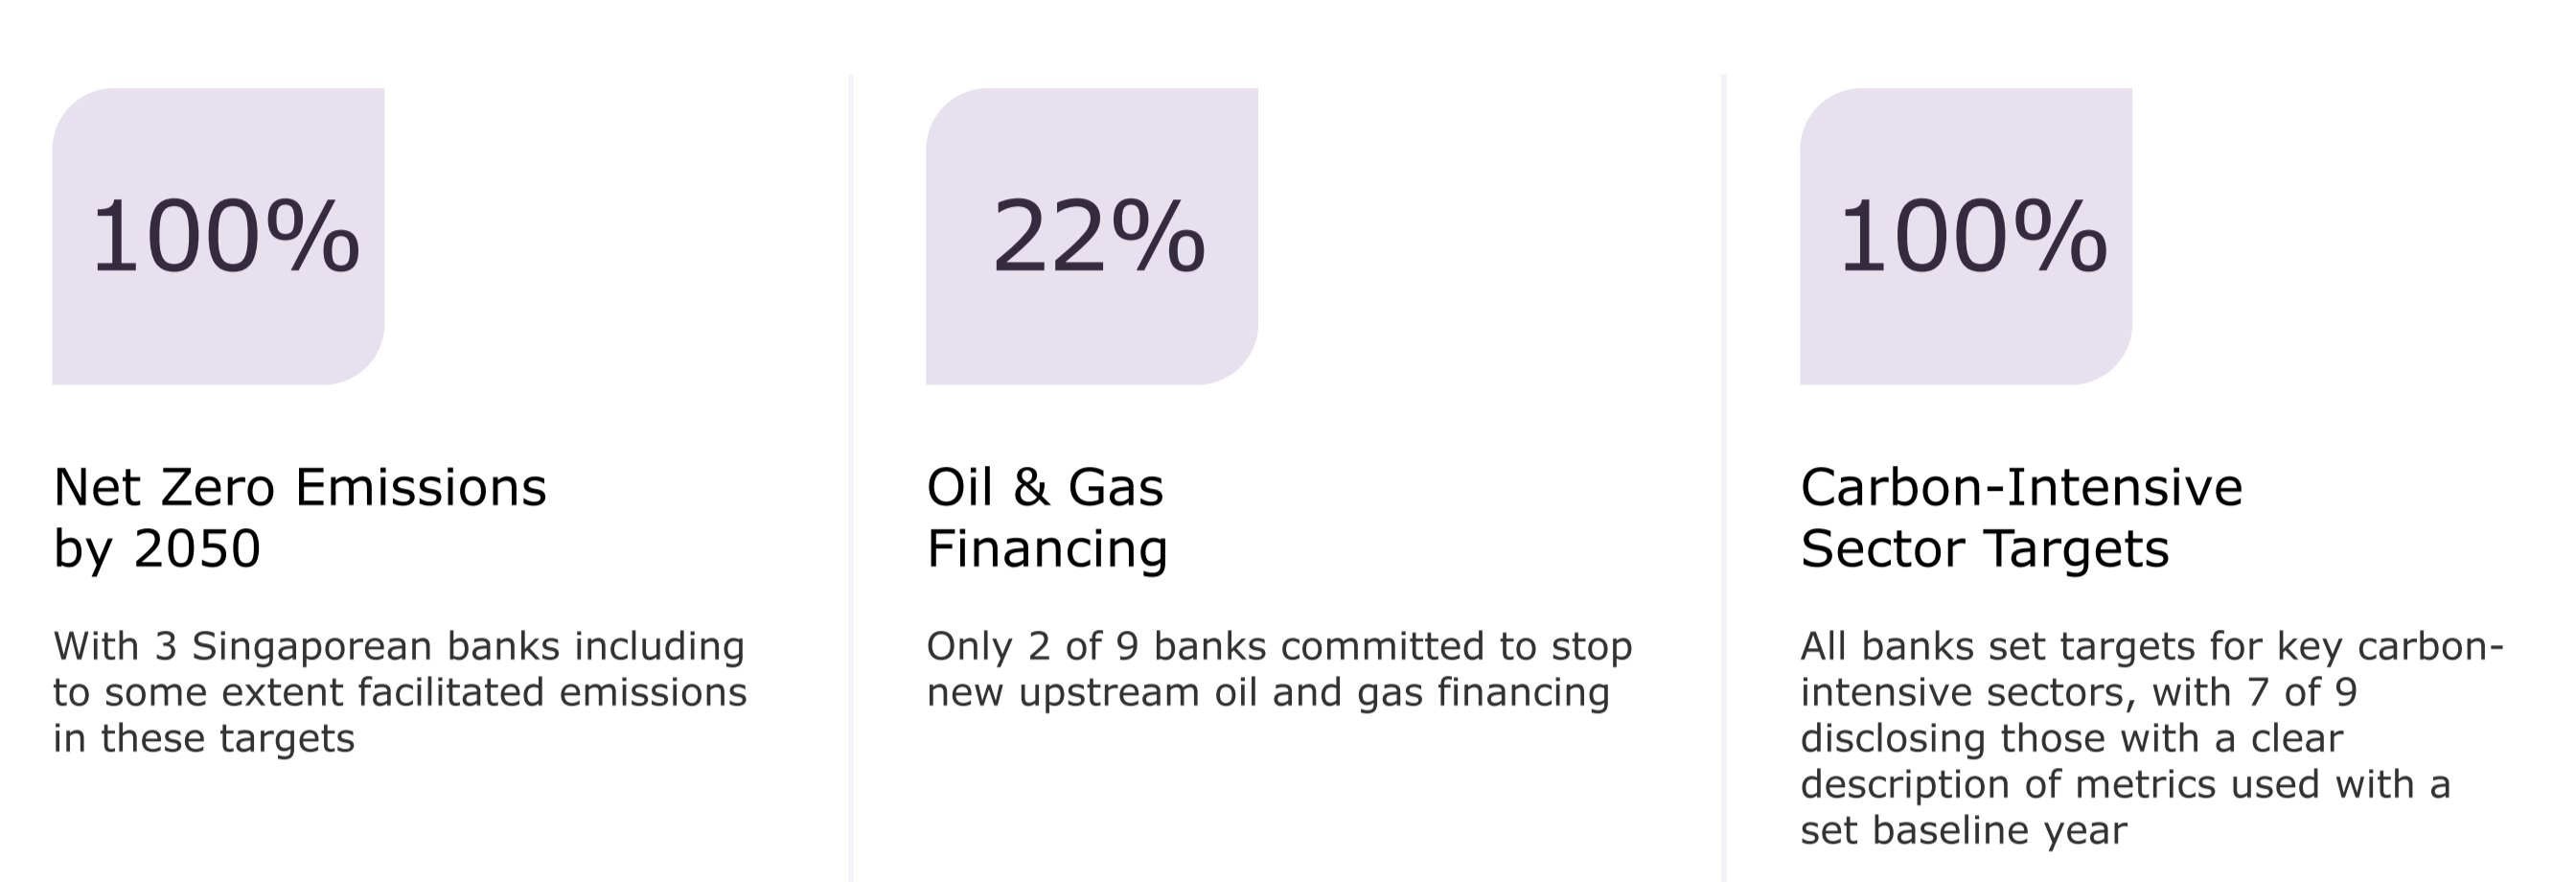 100%
Net Zero Emissions
by 2050
With 3 Singaporean banks including
to some extent facilitated emissions
in these targets
22%
Oil & Gas
Financing
Only 2 of 9 banks committed to stop
new upstream oil and gas financing
100%
Carbon-Intensive
Sector Targets
All banks set targets for key carbon-
intensive sectors, with 7 of 9
disclosing those with a clear
description of metrics used with a
set baseline year